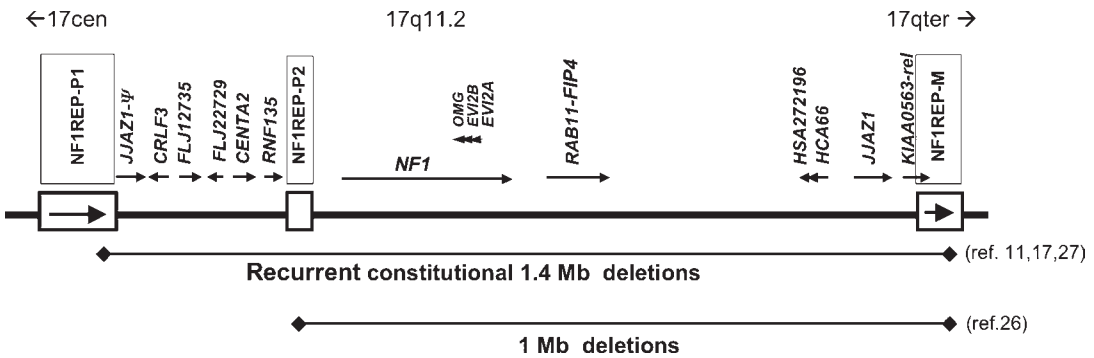 ←17cen 17q11.2 17qter →
NF1REP-P1
JJAZ1-Ψ
CRLF3
FLJ12735
FLJ22729
CENTA2
RNF135
NF1REP-P2
NF1
OMG
EVI2B
EVI2A
RAB11-FIP4
HSA272196
HCA66
JJAZ1
KIAA0563-rel
NF1REP-M
(ref. 11,17,27)
Recurrent constitutional 1.4 Mb deletions
(ref.26)
1 Mb deletions